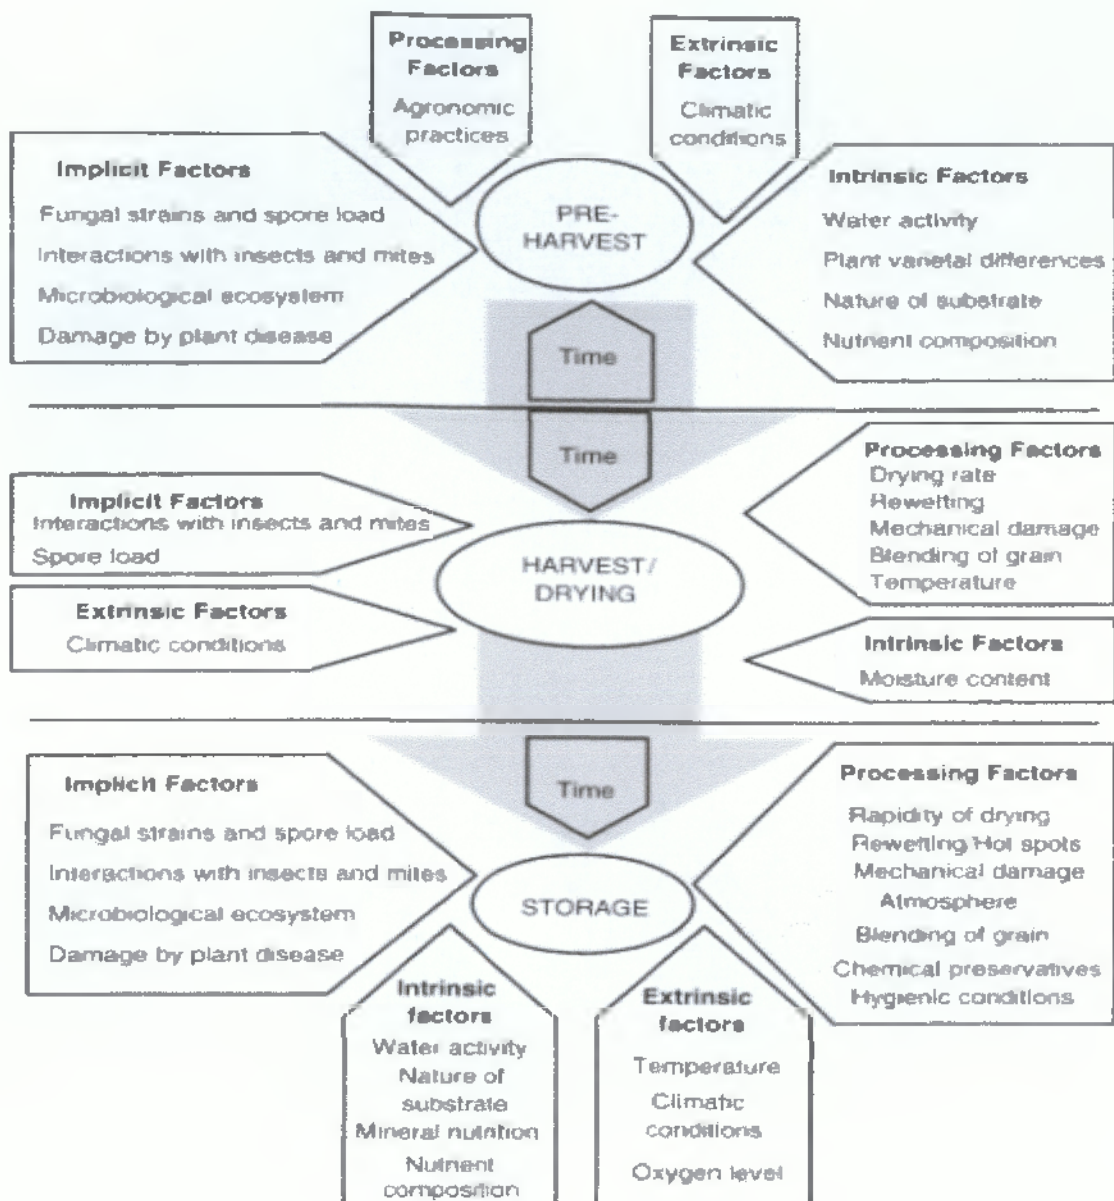 Processing
Factors
Agronomic
practices
Extrinsic
Factors
Climatic
conditions
Implicit Factors
Fungal strains and spore load
Interactions with insects and mites
Microbiological ecosystem
Damage by plant disease
PRE-
HARVEST
Intrinsic Factors
Water activity
Plant varietal differences
Nature of substrate
Nutrient composition
Time
Time
Implicit Factors
Interactions with insects and mites
Spore load
Extrinsic Factors
Climatic conditions
HARVEST/
DRYING
Processing Factors
Drying rate
Rewetting
Mechanical damage
Blending of grain
Temperature
Intrinsic Factors
Moisture content
Time
Implicit Factors
Fungal strains and spore load
Interactions with insects and mites
Microbiological ecosystem
Damage by plant disease
STORAGE
Processing Factors
Rapidity of drying
Rewetting/Hot spots
Mechanical damage
Atmosphere
Blending of grain
Chemical preservatives
Hygienic conditions
Intrinsic
factors
Water activity
Nature of
substrate
Mineral nutrition
Nutrient
composition
Extrinsic
factors
Temperature
Climatic
conditions
Oxygen level